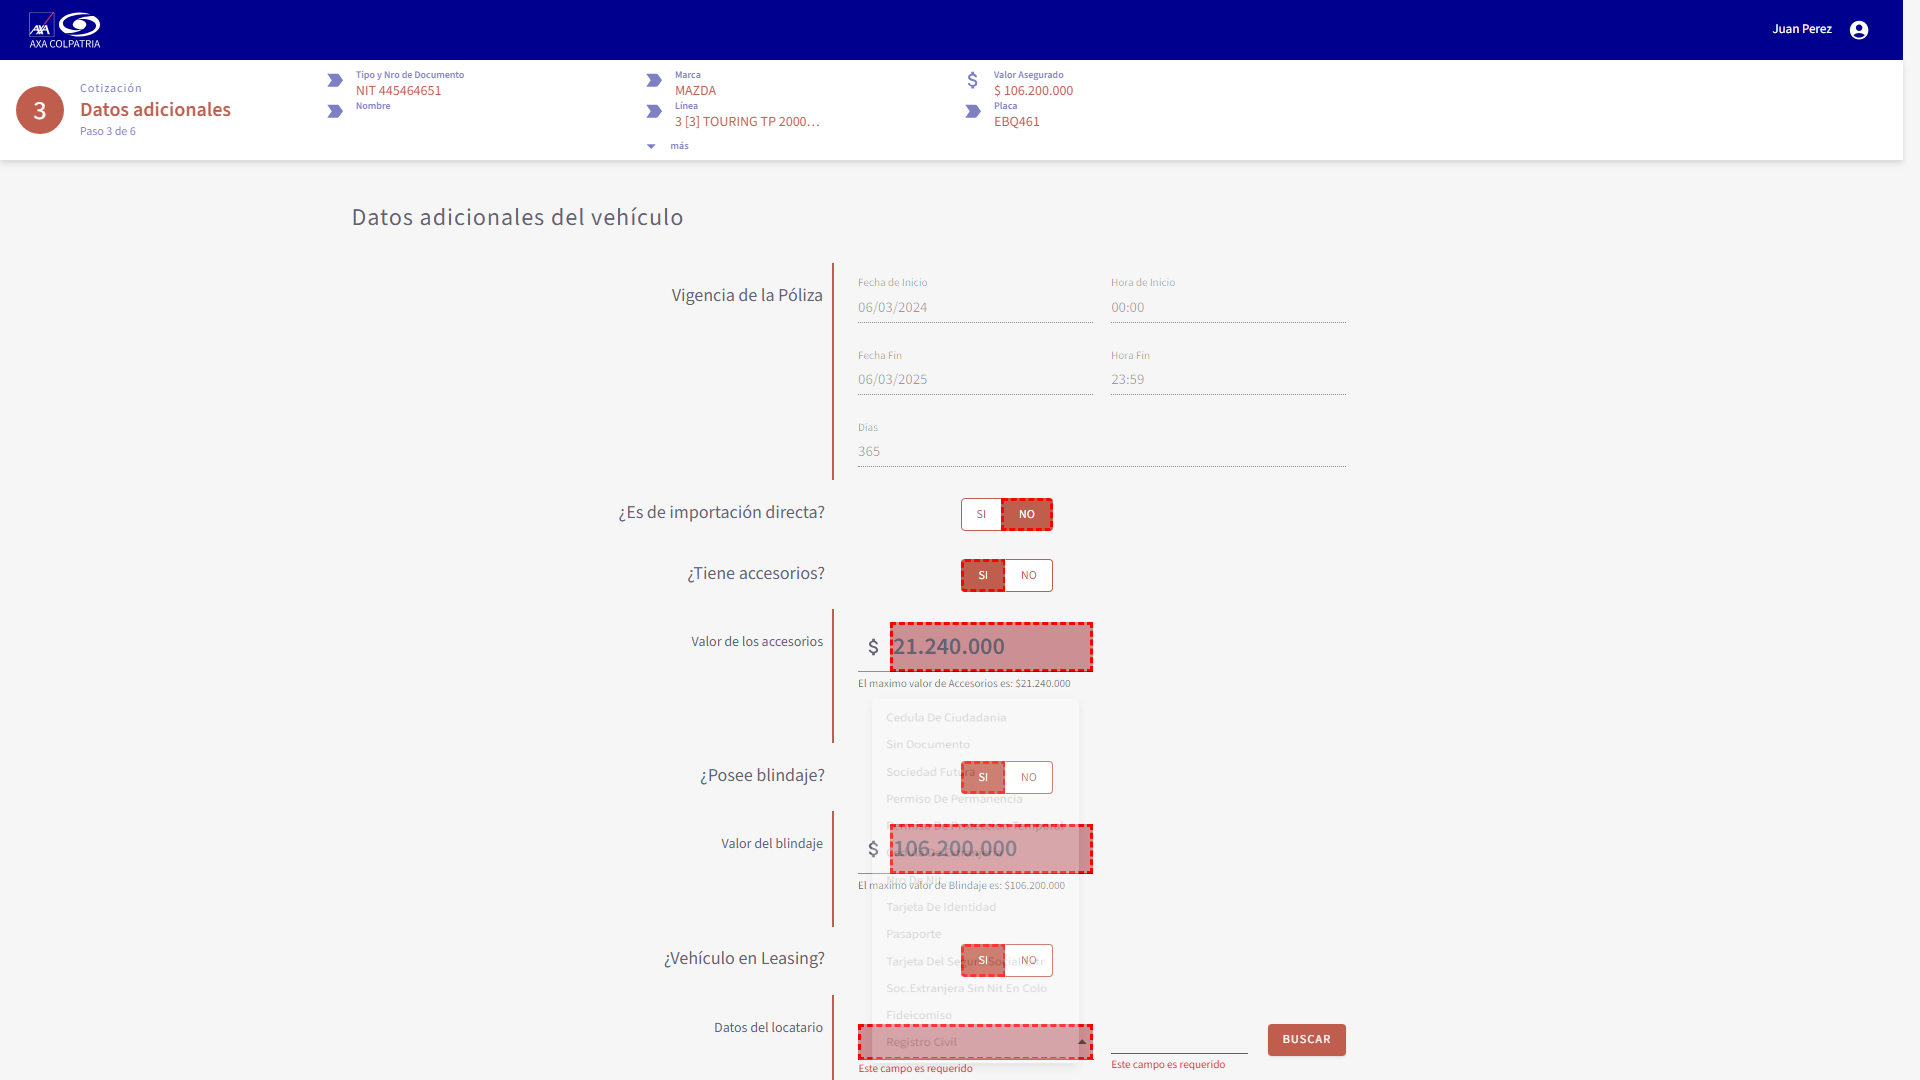 AXA COLPATRIA
Juan Perez
3
Cotización
Datos adicionales
Paso 3 de 6
Tipo y Nro de Documento
NIT 445464651
Nombre
Marca
MAZDA
Línea
3 [3] TOURING TP 2000...
más
Valor Asegurado
$ 106.200.000
Placa
EBQ461
Datos adicionales del vehículo
Vigencia de la Póliza
Fecha de Inicio
06/03/2024
Hora de Inicio
00:00
Fecha Fin
06/03/2025
Hora Fin
23:59
Días
365
¿Es de importación directa?
SI NO
¿Tiene accesorios?
SI NO
Valor de los accesorios
$ 21.240.000
El maximo valor de Accesorios es: $21.240.000
Cedula De Ciudadania
Sin Documento
Sociedad Futura
¿Posee blindaje?
SI NO
Permiso De Permanencia
Permiso De Proteccion Temporal
Valor del blindaje
$ 106.200.000
Nro De Nit
El maximo valor de Blindaje es: $106.200.000
Tarjeta De Identidad
Pasaporte
¿Vehículo en Leasing?
SI NO
Tarjeta Del Seguro Social Extr
Soc.Extranjera Sin Nit En Colo
Fideicomiso
Datos del locatario
Registro Civil
BUSCAR
Este campo es requerido
Este campo es requerido